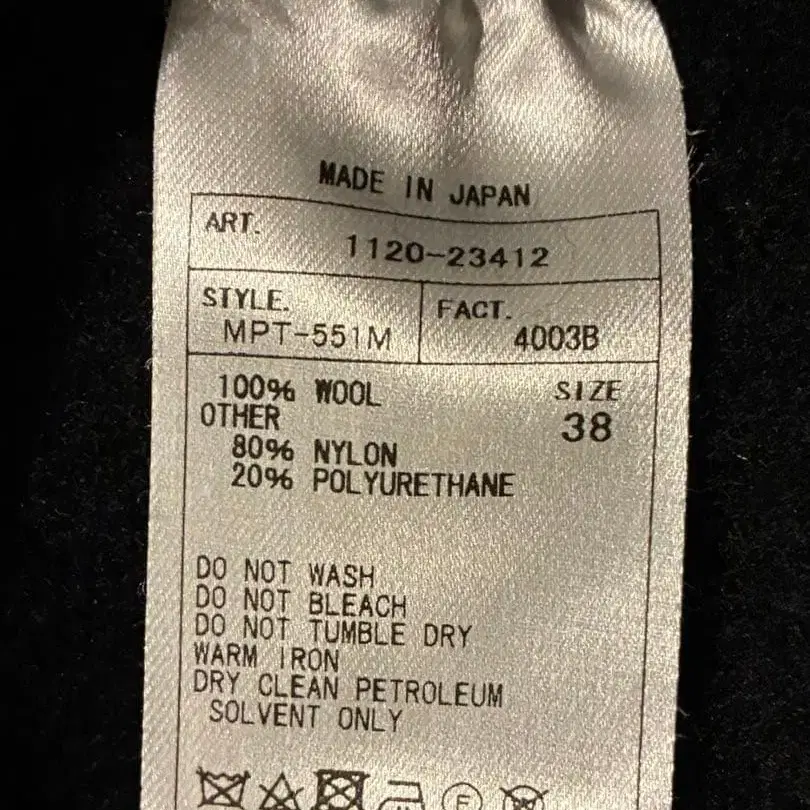 MADE IN JAPAN
ART.
1120-23412
STYLE. FACT.
MPT-551M 4003B
100% WOOL SIZE
OTHER 38
80% NYLON
20% POLYURETHANE
DO NOT WASH
DO NOT BLEACH
DO NOT TUMBLE DRY
WARM IRON
DRY CLEAN PETROLEUM
SOLVENT ONLY
F